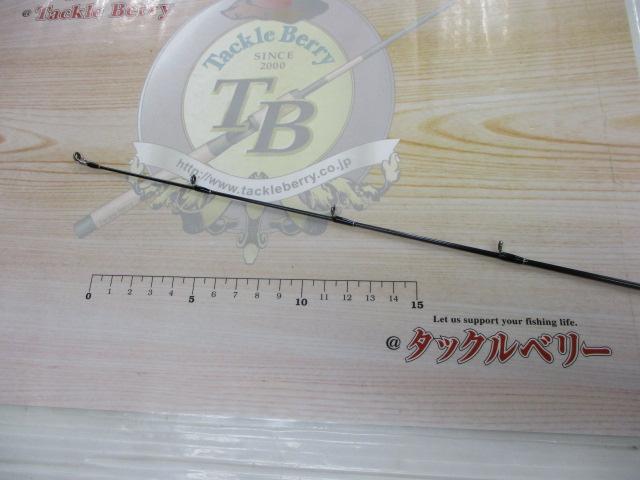 @ Tackle Berry
Tackle Berry
SINCE
2000
TB
http://www.tackleberry.co.jp
0 1 2 3 4 5 6 7 8 9 10 11 12 13 14 15
Let us support your fishing life.
@ タックルベリー